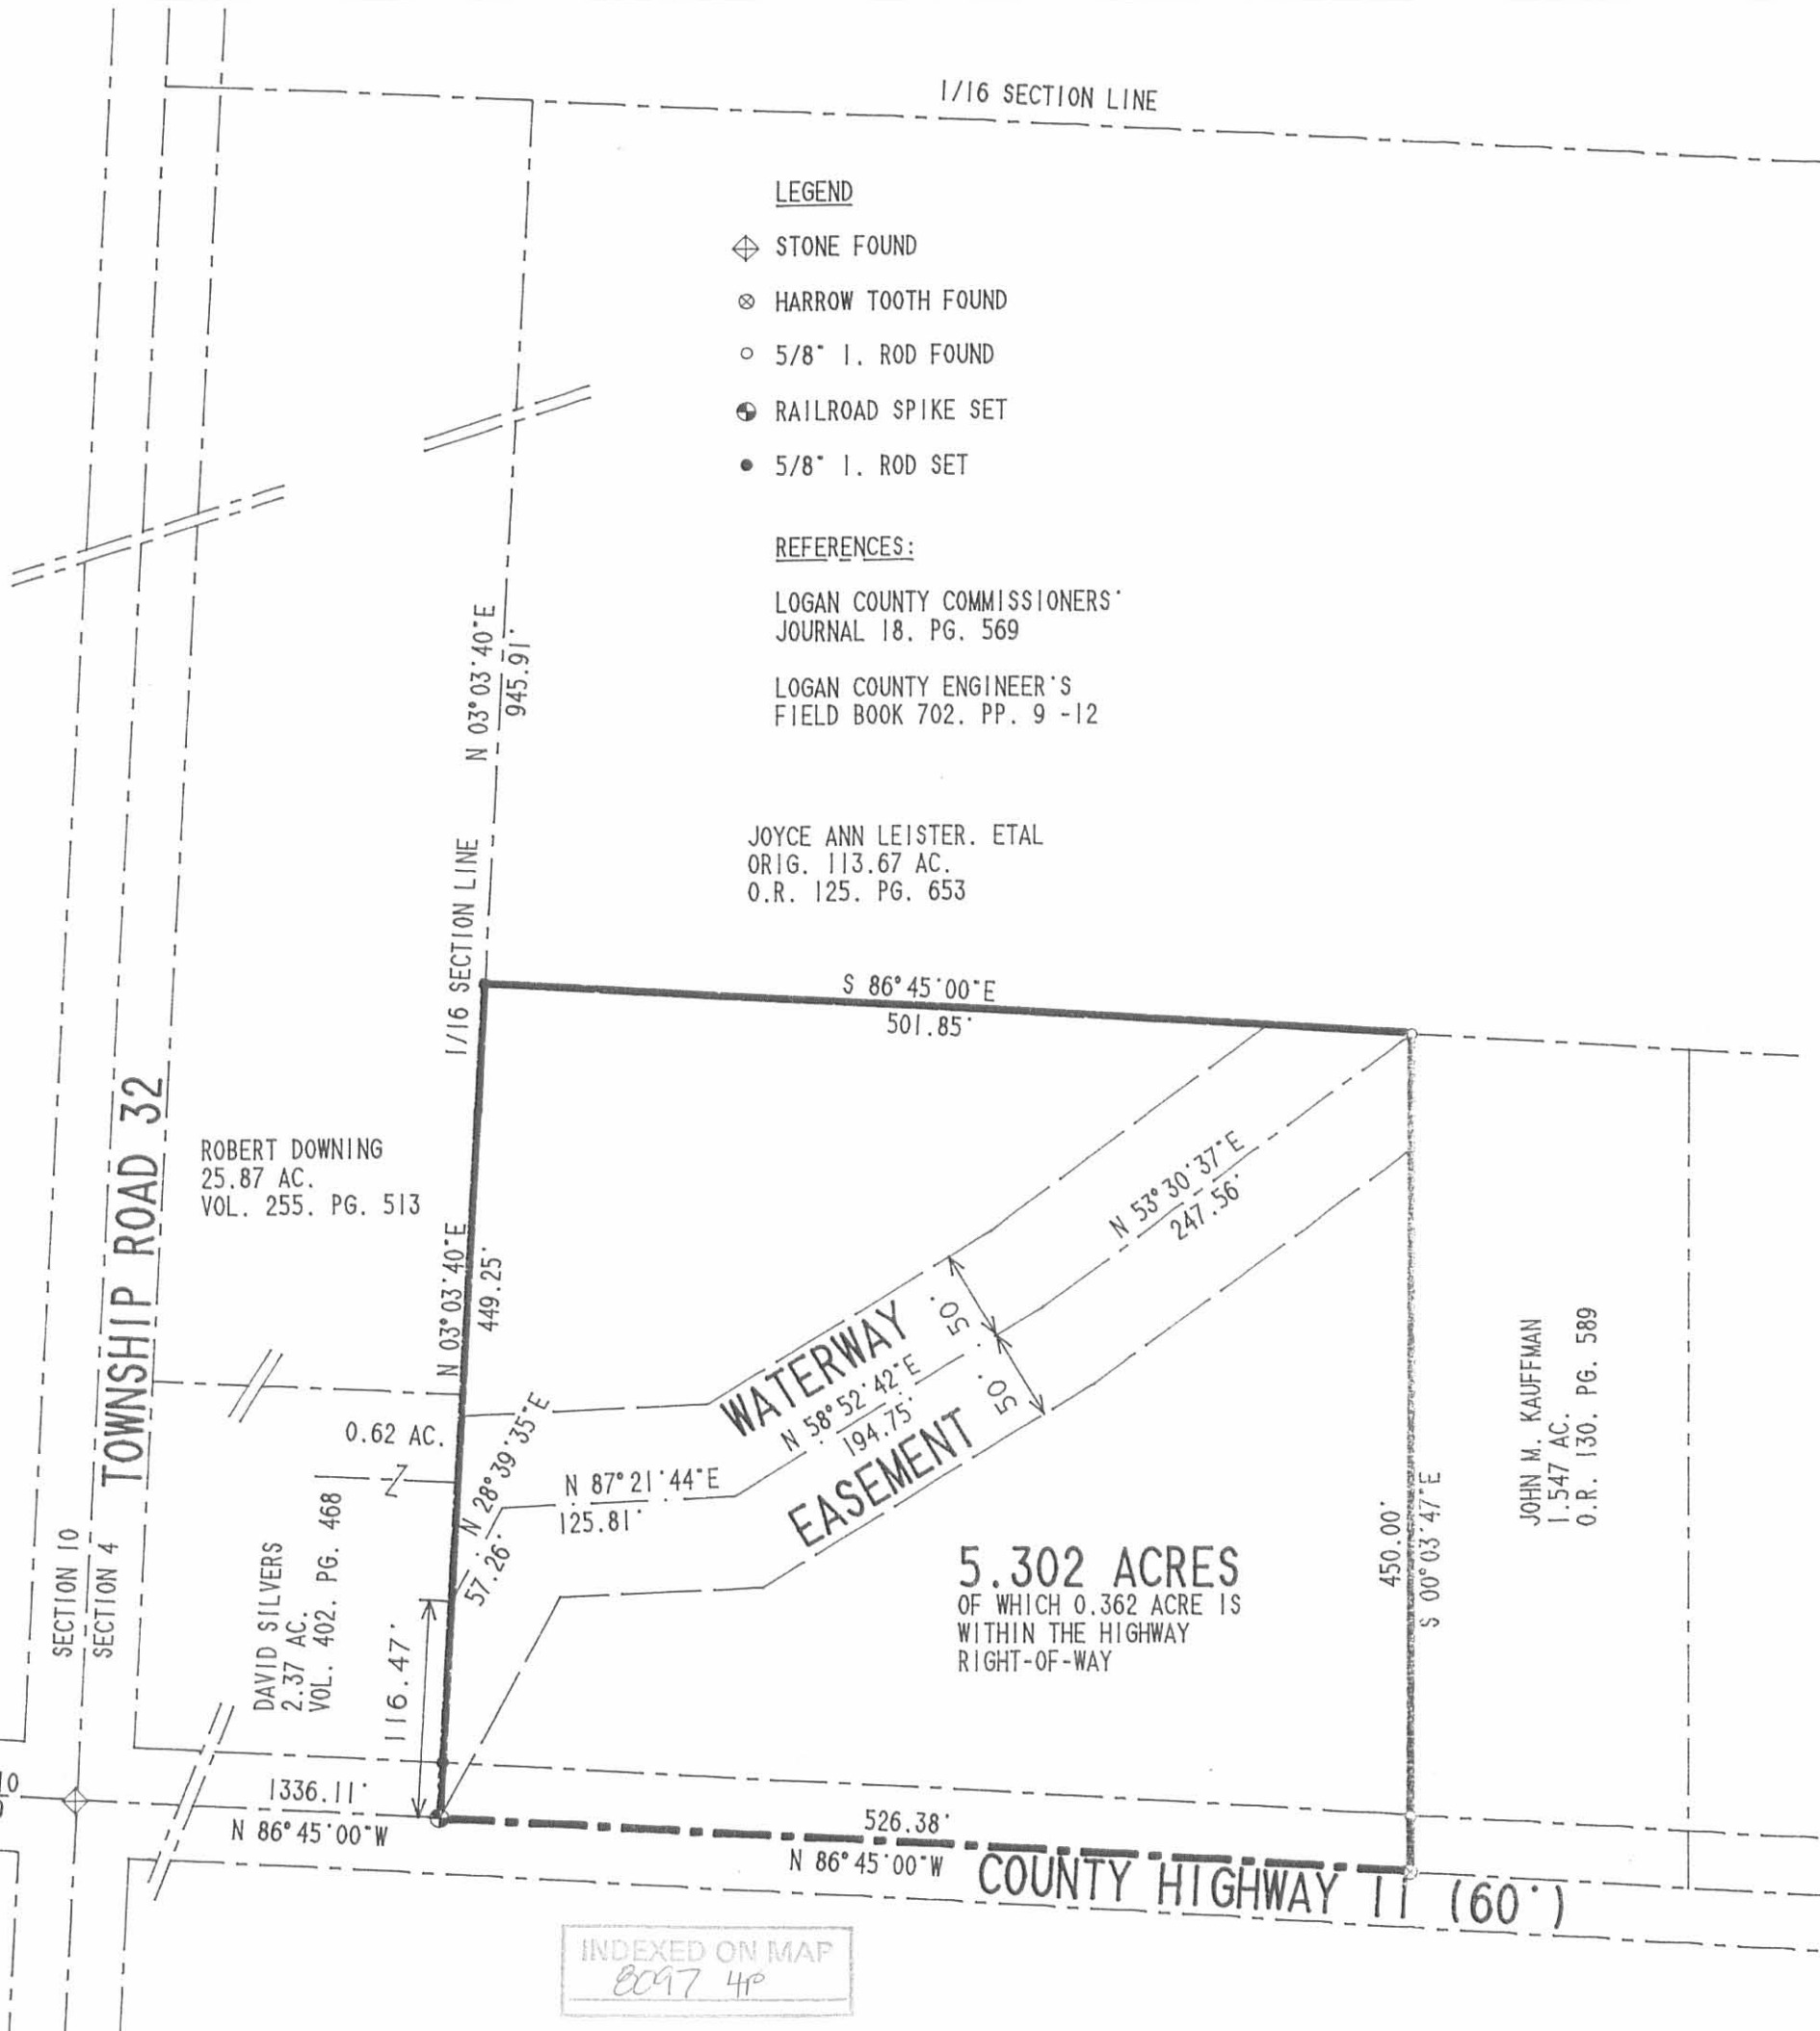 1/16 SECTION LINE
LEGEND
STONE FOUND
HARROW TOOTH FOUND
5/8" I. ROD FOUND
RAILROAD SPIKE SET
5/8" I. ROD SET
REFERENCES:
LOGAN COUNTY COMMISSIONERS'
JOURNAL 18. PG. 569
LOGAN COUNTY ENGINEER'S
FIELD BOOK 702. PP. 9 -12
N 03°03'40"E
945.91'
1/16 SECTION LINE
JOYCE ANN LEISTER. ETAL
ORIG. 113.67 AC.
O.R. 125. PG. 653
S 86°45'00"E
501.85'
TOWNSHIP ROAD 32
ROBERT DOWNING
25.87 AC.
VOL. 255. PG. 513
N 03°03'40"E
449.25'
N 53°30'37"E
247.56'
WATERWAY
50'
N 58°52'42"E
194.75'
50'
EASEMENT
0.62 AC.
N 28°39'35"E
57.26'
N 87°21'44"E
125.81'
JOHN M. KAUFFMAN
1.547 AC.
O.R. 130. PG. 589
450.00'
S 00°03'47"E
SECTION 10
SECTION 4
DAVID SILVERS
2.37 AC.
VOL. 402. PG. 468
116.47'
5.302 ACRES
OF WHICH 0.362 ACRE IS
WITHIN THE HIGHWAY
RIGHT-OF-WAY
1336.11'
N 86°45'00"W
526.38'
N 86°45'00"W
COUNTY HIGHWAY 11 (60')
INDEXED ON MAP
8097 4P